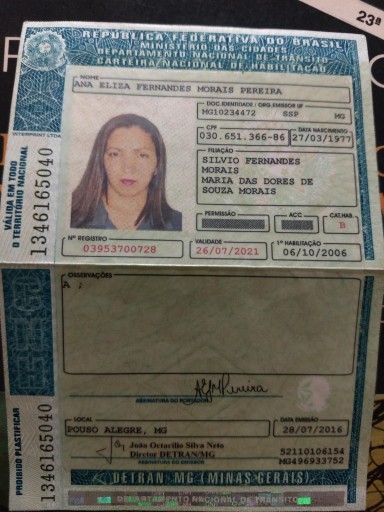 23ª
REPÚBLICA FEDERATIVA DO BRASIL
MINISTÉRIO DAS CIDADES
DEPARTAMENTO NACIONAL DE TRÂNSITO
CARTEIRA NACIONAL DE HABILITAÇÃO
NOME
ANA ELIZA FERNANDES MORAIS PEREIRA
DOC. IDENTIDADE / ORG. EMISSOR UF
MG10234472 SSP MG
CPF DATA NASCIMENTO
030.651.366-86 27/03/1977
FILIAÇÃO
SILVIO FERNANDES
MORAIS
MARIA DAS DORES DE
SOUZA MORAIS
PERMISSÃO ACC CAT.HAB.
B
Nº REGISTRO VALIDADE 1ª HABILITAÇÃO
03953700728 26/07/2021 06/10/2006
INTERPRINT LTDA
VÁLIDA EM TODO
O TERRITÓRIO NACIONAL
1346165040
OBSERVAÇÕES
A ;
ASSINATURA DO PORTADOR
LOCAL DATA EMISSÃO
POUSO ALEGRE, MG 28/07/2016
João Octacilio Silva Neto
Diretor DETRAN/MG
52110106154
MG496933752
ASSINATURA DO EMISSOR
DETRAN MG (MINAS GERAIS)
DEPARTAMENTO NACIONAL DE TRÂNSITO
PROIBIDO PLASTIFICAR
1346165040